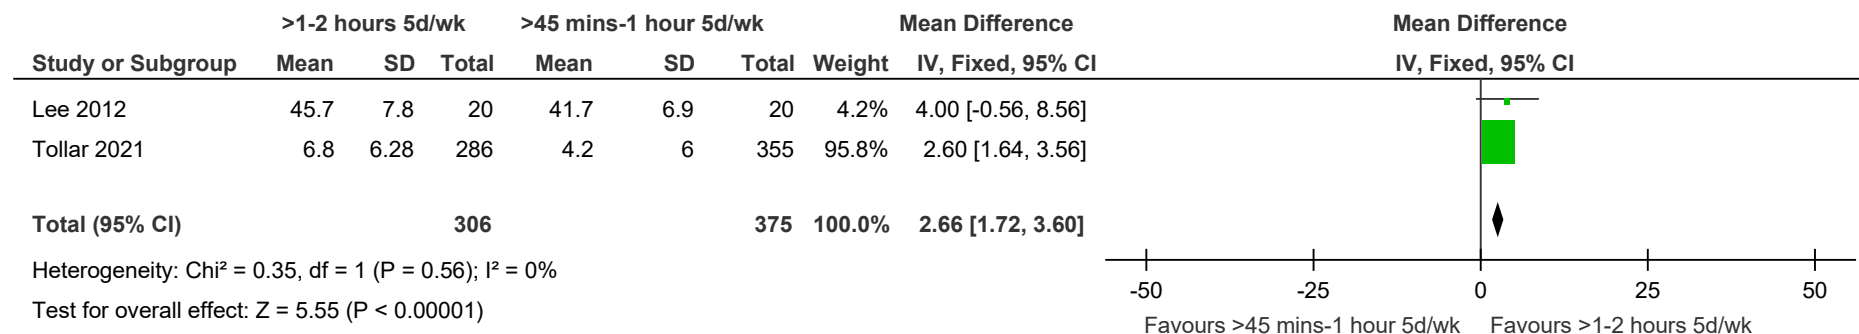 >1-2 hours 5d/wk >45 mins-1 hour 5d/wk Mean Difference Mean Difference
Study or Subgroup Mean SD Total Mean SD Total Weight IV, Fixed, 95% CI IV, Fixed, 95% CI
Lee 2012 45.7 7.8 20 41.7 6.9 20 4.2% 4.00 [-0.56, 8.56]
Tollar 2021 6.8 6.28 286 4.2 6 355 95.8% 2.60 [1.64, 3.56]
Total (95% CI) 306 375 100.0% 2.66 [1.72, 3.60]
Heterogeneity: Chi² = 0.35, df = 1 (P = 0.56); I² = 0%
Test for overall effect: Z = 5.55 (P < 0.00001)
-50 -25 0 25 50
Favours >45 mins-1 hour 5d/wk Favours >1-2 hours 5d/wk